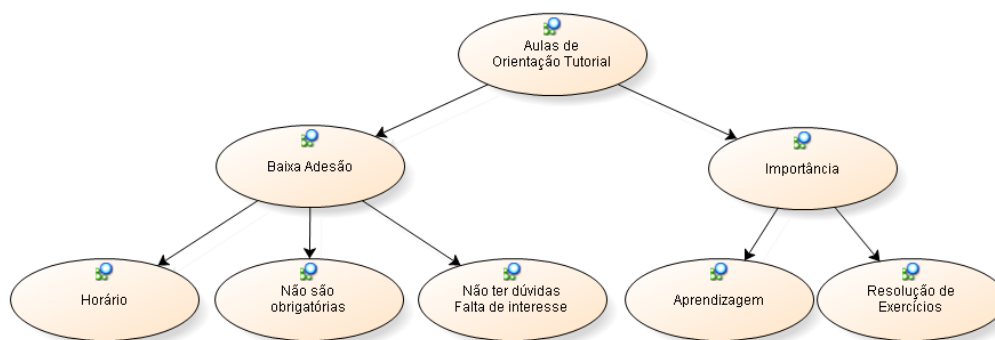 Aulas de
Orientação Tutorial
Baixa Adesão
Importância
Horário
Não são
obrigatórias
Não ter dúvidas
Falta de interesse
Aprendizagem
Resolução de
Exercícios